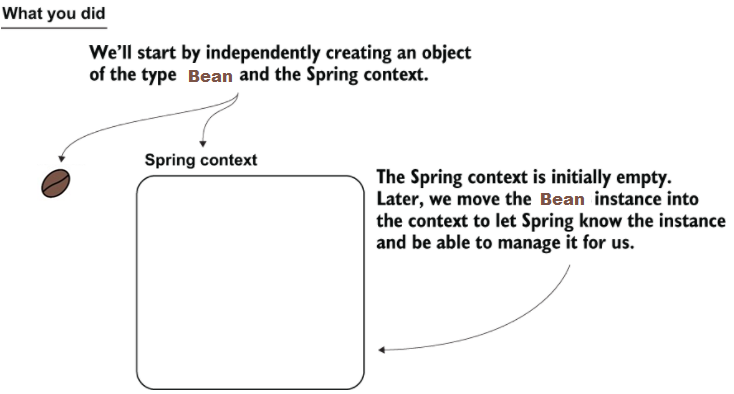 What you did
We'll start by independently creating an object
of the type Bean and the Spring context.
Spring context
The Spring context is initially empty.
Later, we move the Bean instance into
the context to let Spring know the instance
and be able to manage it for us.